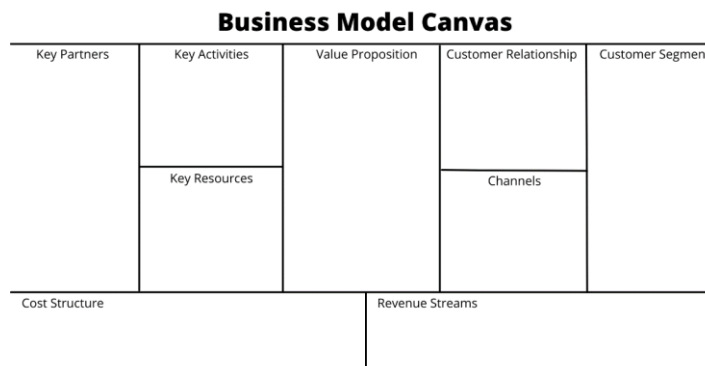 Business Model Canvas
Key Partners
Key Activities
Value Proposition
Customer Relationship
Customer Segmen
Key Resources
Channels
Cost Structure
Revenue Streams